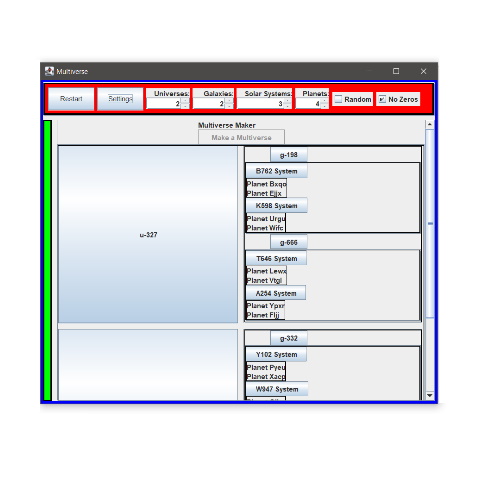 Multiverse
Restart
Settings
Universes: 2
Galaxies: 2
Solar Systems: 3
Planets: 4
Random
No Zeros
Multiverse Maker
Make a Multiverse
u-327
g-198
B762 System
Planet Bxqo
Planet Ejjx
K598 System
Planet Urgu
Planet Wifc
g-666
T646 System
Planet Lewx
Planet Vtgl
A254 System
Planet Ypxr
Planet Fljj
g-332
Y102 System
Planet Pyeu
Planet Xacp
W947 System